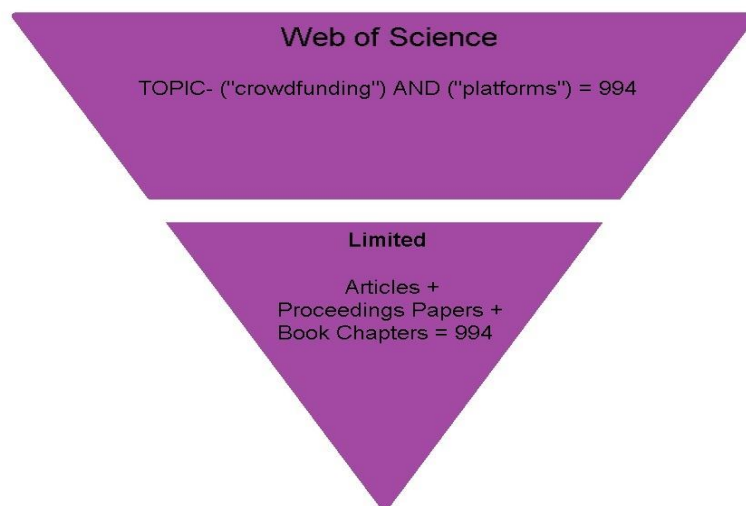 Web of Science
TOPIC- ("crowdfunding") AND ("platforms") = 994
Limited
Articles +
Proceedings Papers +
Book Chapters = 994